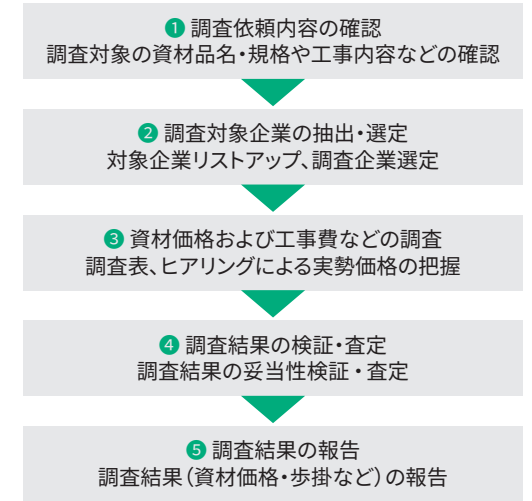 ❶ 調査依頼内容の確認
調査対象の資材品名・規格や工事内容などの確認
❷ 調査対象企業の抽出・選定
対象企業リストアップ、調査企業選定
❸ 資材価格および工事費などの調査
調査表、ヒアリングによる実勢価格の把握
❹ 調査結果の検証・査定
調査結果の妥当性検証・査定
❺ 調査結果の報告
調査結果（資材価格・歩掛など）の報告